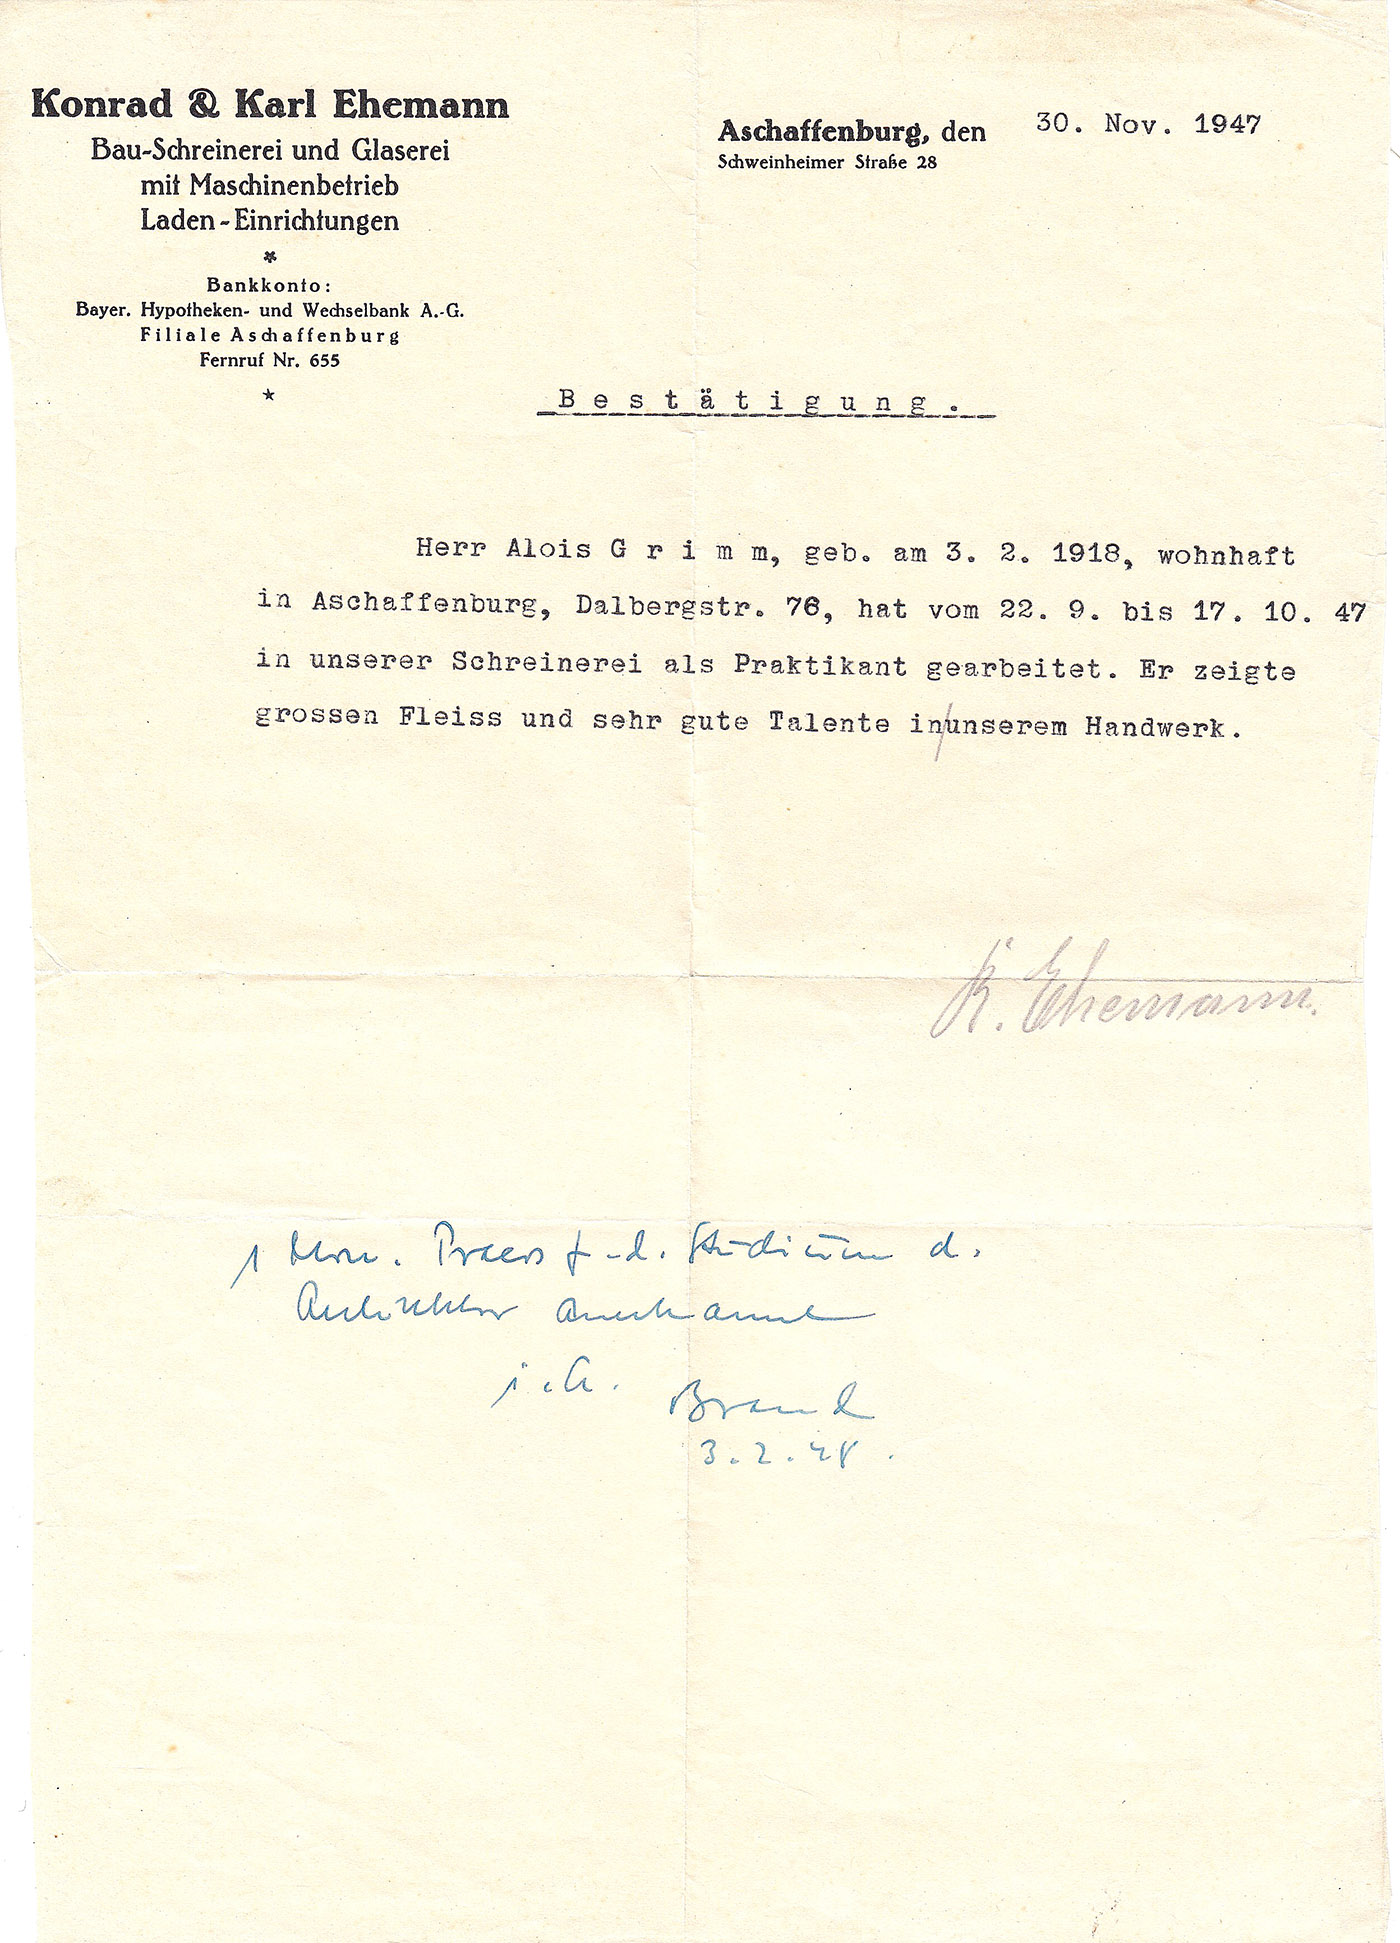 Konrad & Karl Ehemann
Bau-Schreinerei und Glaserei
mit Maschinenbetrieb
Laden-Einrichtungen
Bankkonto:
Bayer. Hypotheken- und Wechselbank A.-G.
Filiale Aschaffenburg
Fernruf Nr. 655
Aschaffenburg, den 30. Nov. 1947
Schweinheimer Straße 28
Bestätigung.
Herr Alois Grimm, geb. am 3. 2. 1918, wohnhaft
in Aschaffenburg, Dalbergstr. 76, hat vom 22. 9. bis 17. 10. 47
in unserer Schreinerei als Praktikant gearbeitet. Er zeigte
grossen Fleiss und sehr gute Talente in/unserem Handwerk.
K. Ehemann.
1 Mon. Praxis f. d. Studium d.
Architektur anerkannt
i.A. Brand
3.2.48.